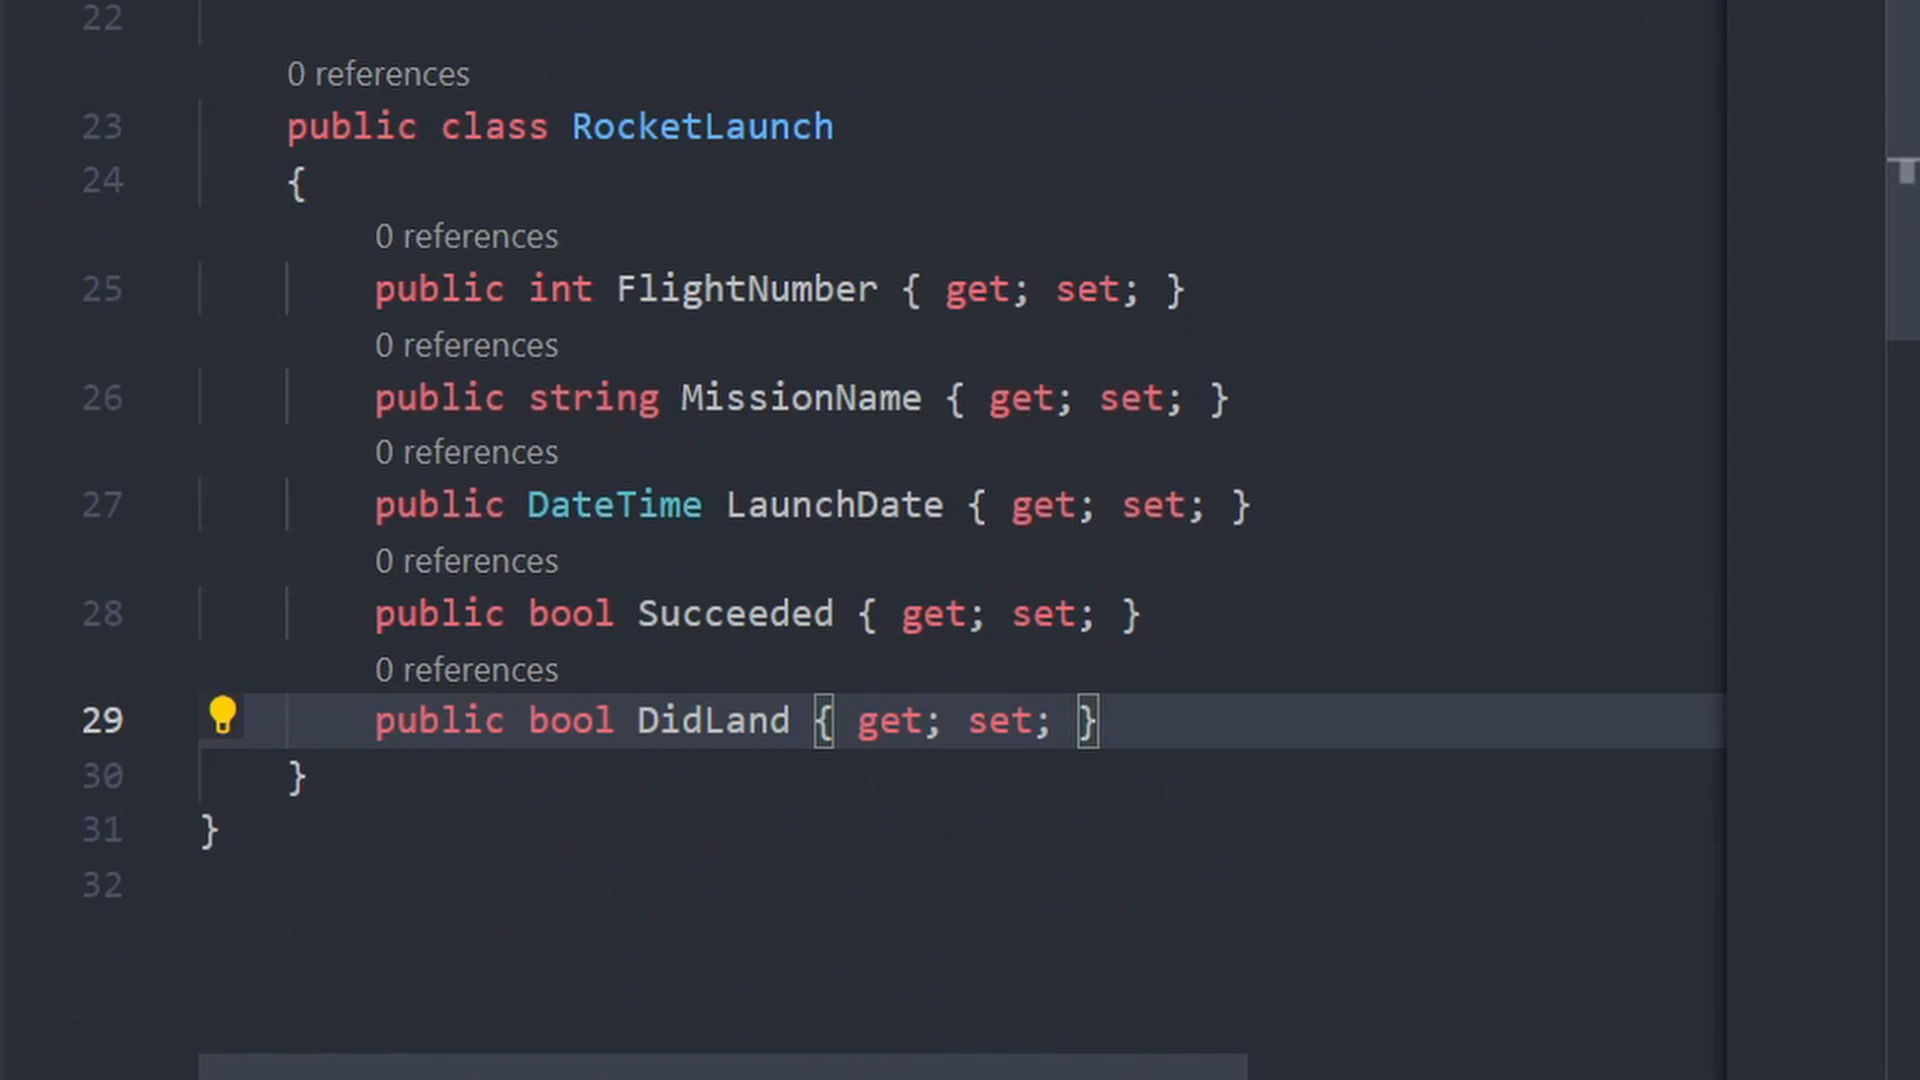 22
0 references
23 public class RocketLaunch
24 {
0 references
25 public int FlightNumber { get; set; }
0 references
26 public string MissionName { get; set; }
0 references
27 public DateTime LaunchDate { get; set; }
0 references
28 public bool Succeeded { get; set; }
0 references
29 public bool DidLand { get; set; }
30 }
31 }
32